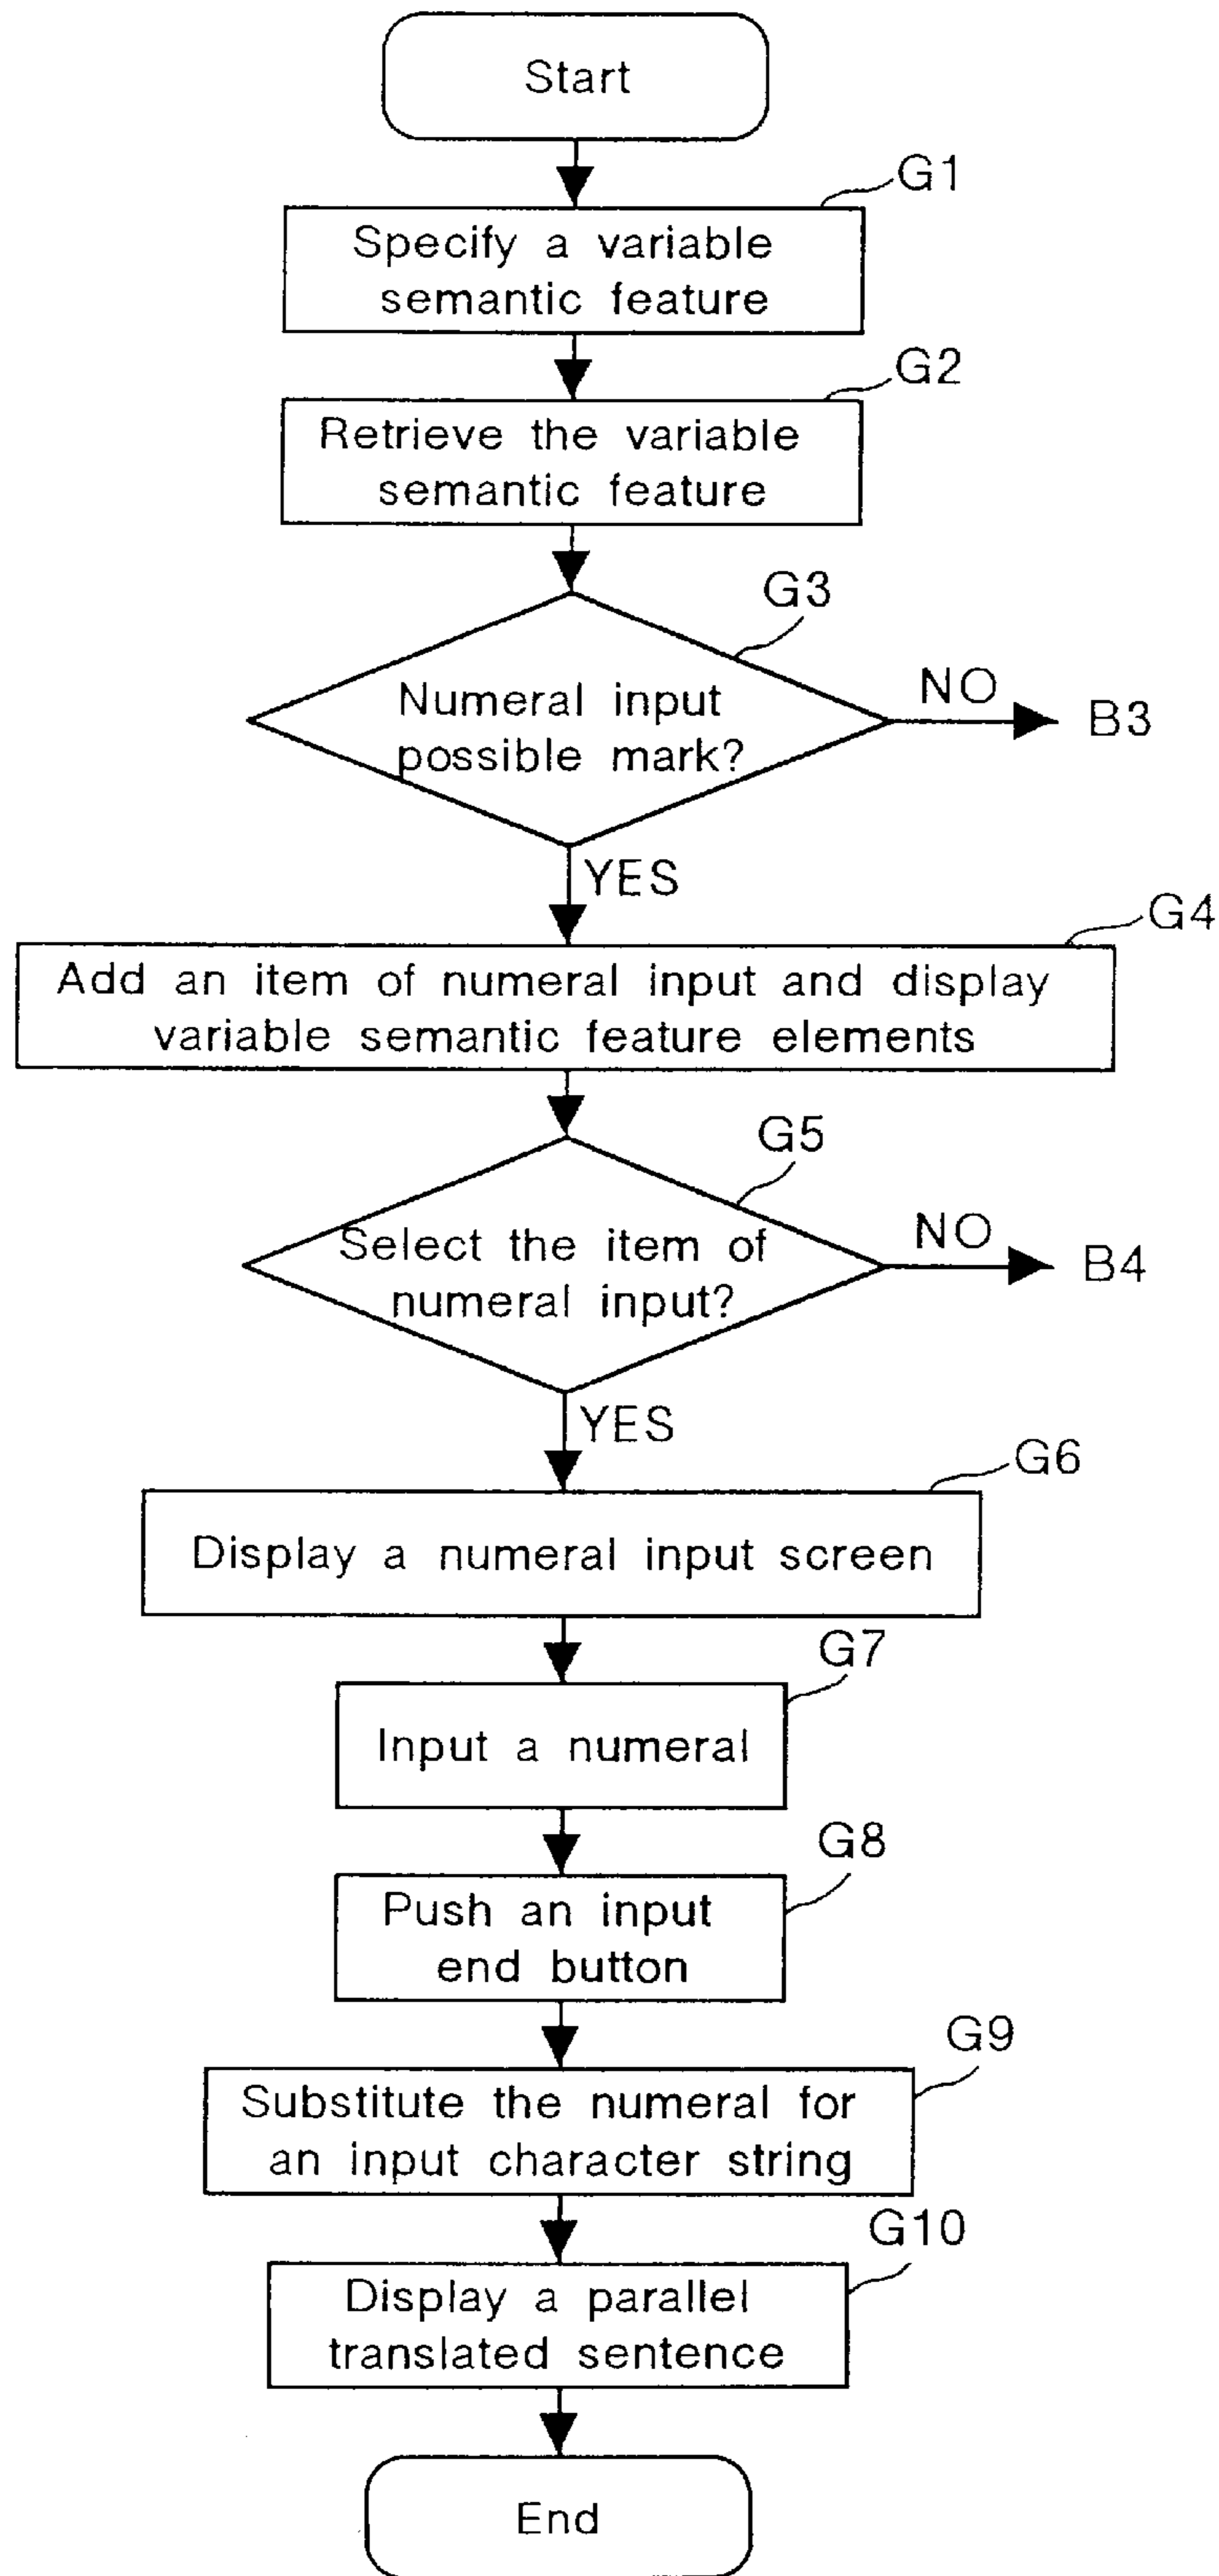 Start
G1
Specify a variable
semantic feature
G2
Retrieve the variable
semantic feature
G3
Numeral input
possible mark?
NO
B3
YES
G4
Add an item of numeral input and display
variable semantic feature elements
G5
Select the item of
numeral input?
NO
B4
YES
G6
Display a numeral input screen
G7
Input a numeral
G8
Push an input
end button
G9
Substitute the numeral for
an input character string
G10
Display a parallel
translated sentence
End